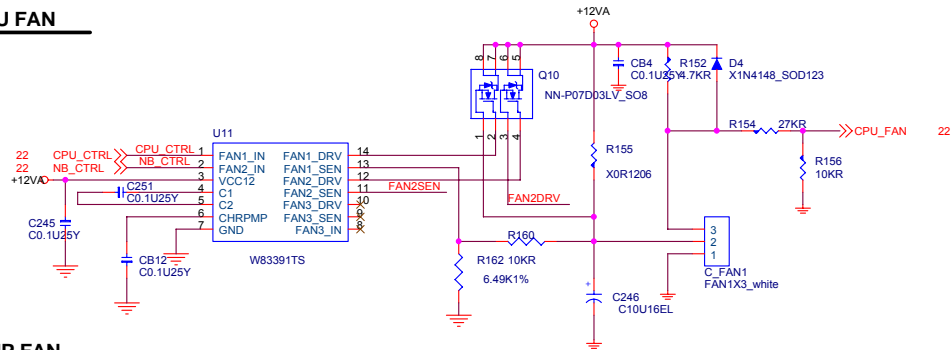 U FAN
+12VA
8
7
6
5
Q10
NN-P07D03LV_SO8
CB4
C0.1U25Y
R152
4.7KR
D4
X1N4148_SOD123
R154
27KR
CPU_FAN
22
1
2
3
4
R155
X0R1206
R156
10KR
U11
22
CPU_CTRL
CPU_CTRL
1
FAN1_IN
FAN1_DRV
14
22
NB_CTRL
NB_CTRL
2
FAN2_IN
FAN1_SEN
13
+12VA
3
VCC12
FAN2_DRV
12
C251
C0.1U25Y
4
C1
FAN2_SEN
11
FAN2SEN
5
C2
FAN3_DRV
10
6
CHRPMP
FAN3_SEN
9
7
GND
FAN3_IN
8
W83391TS
FAN2DRV
C245
C0.1U25Y
CB12
C0.1U25Y
R160
10KR
R162
6.49K1%
3
2
1
C_FAN1
FAN1X3_white
+
C246
C10U16EL